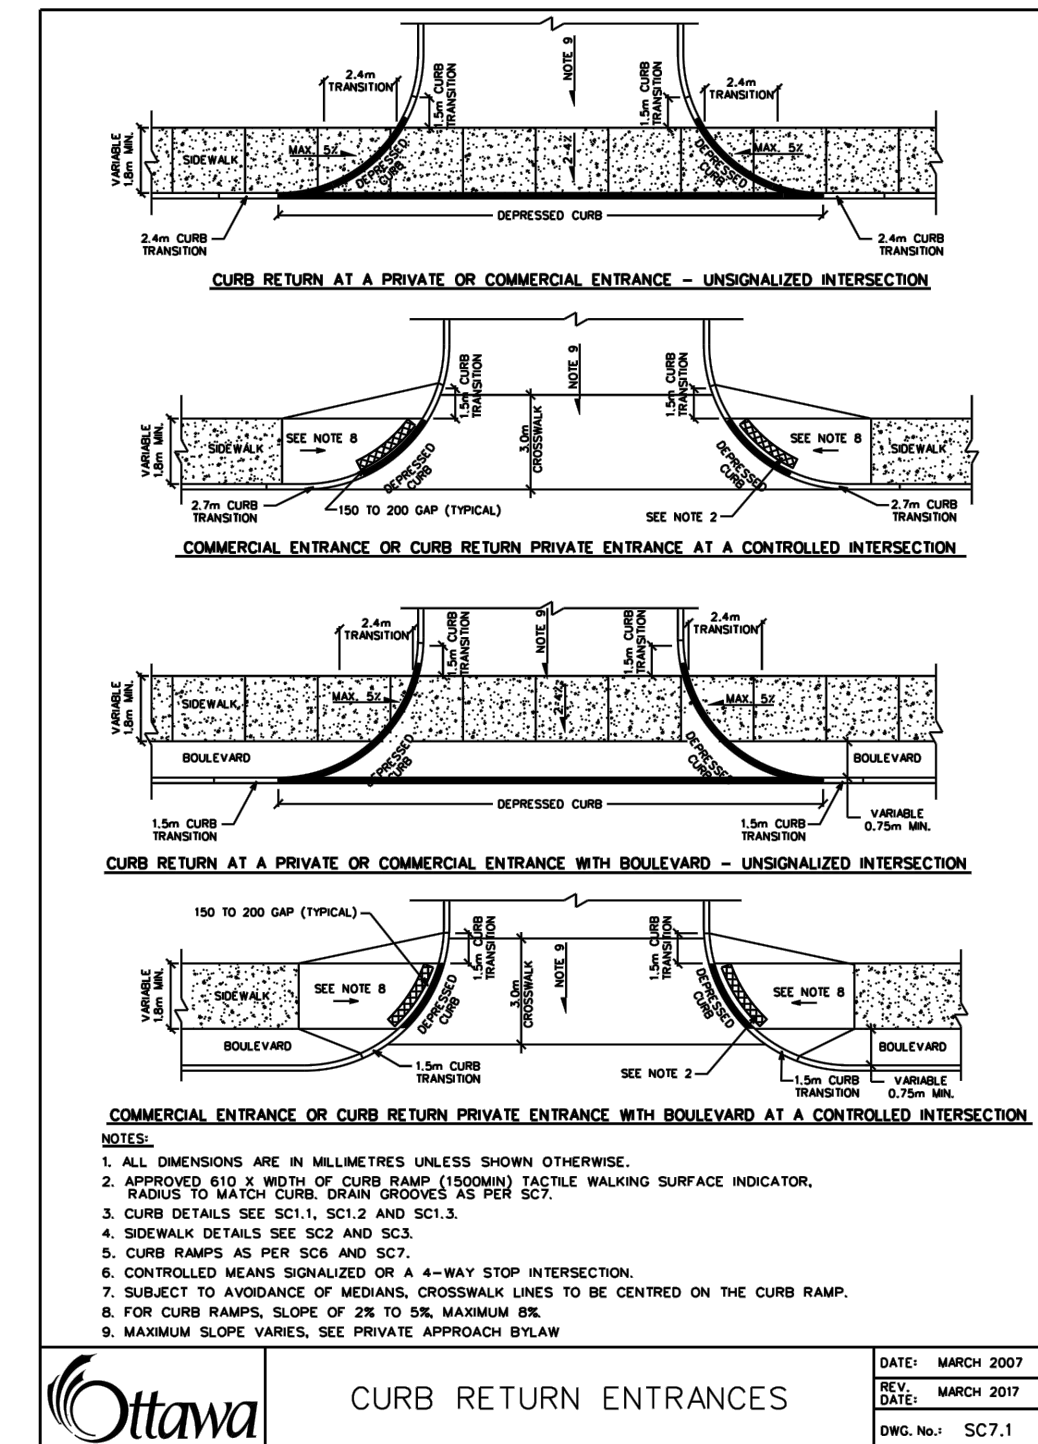 NOTE 9
2.4m
TRANSITION
1.5m CURB
TRANSITION
1.5m CURB
TRANSITION
2.4m
TRANSITION
VARIABLE
1.8m MIN.
SIDEWALK
MAX. 5%
DEPRESSED
CURB
2-4%
DEPRESSED
CURB
MAX. 5%
DEPRESSED CURB
2.4m CURB
TRANSITION
2.4m CURB
TRANSITION
CURB RETURN AT A PRIVATE OR COMMERCIAL ENTRANCE - UNSIGNALIZED INTERSECTION
NOTE 9
1.5m CURB
TRANSITION
1.5m CURB
TRANSITION
VARIABLE
1.8m MIN.
SIDEWALK
SEE NOTE 8
DEPRESSED
CURB
3.0m
CROSSWALK
DEPRESSED
CURB
SEE NOTE 8
SIDEWALK
2.7m CURB
TRANSITION
150 TO 200 GAP (TYPICAL)
SEE NOTE 2
2.7m CURB
TRANSITION
COMMERCIAL ENTRANCE OR CURB RETURN PRIVATE ENTRANCE AT A CONTROLLED INTERSECTION
2.4m
TRANSITION
1.5m CURB
TRANSITION
NOTE 9
1.5m CURB
TRANSITION
2.4m
TRANSITION
VARIABLE
1.8m MIN.
SIDEWALK
MAX. 5%
2-4%
MAX. 5%
BOULEVARD
DEPRESSED
CURB
DEPRESSED
CURB
BOULEVARD
DEPRESSED CURB
1.5m CURB
TRANSITION
1.5m CURB
TRANSITION
VARIABLE
0.75m MIN.
CURB RETURN AT A PRIVATE OR COMMERCIAL ENTRANCE WITH BOULEVARD - UNSIGNALIZED INTERSECTION
150 TO 200 GAP (TYPICAL)
1.5m CURB
TRANSITION
NOTE 9
1.5m CURB
TRANSITION
VARIABLE
1.8m MIN.
SIDEWALK
SEE NOTE 8
DEPRESSED
CURB
3.0m
CROSSWALK
DEPRESSED
CURB
SEE NOTE 8
BOULEVARD
BOULEVARD
1.5m CURB
TRANSITION
SEE NOTE 2
1.5m CURB
TRANSITION
VARIABLE
0.75m MIN.
COMMERCIAL ENTRANCE OR CURB RETURN PRIVATE ENTRANCE WITH BOULEVARD AT A CONTROLLED INTERSECTION
NOTES:
1. ALL DIMENSIONS ARE IN MILLIMETRES UNLESS SHOWN OTHERWISE.
2. APPROVED 610 X WIDTH OF CURB RAMP (1500MIN) TACTILE WALKING SURFACE INDICATOR,
RADIUS TO MATCH CURB. DRAIN GROOVES AS PER SC7.
3. CURB DETAILS SEE SC1.1, SC1.2 AND SC1.3.
4. SIDEWALK DETAILS SEE SC2 AND SC3.
5. CURB RAMPS AS PER SC6 AND SC7.
6. CONTROLLED MEANS SIGNALIZED OR A 4-WAY STOP INTERSECTION.
7. SUBJECT TO AVOIDANCE OF MEDIANS, CROSSWALK LINES TO BE CENTRED ON THE CURB RAMP.
8. FOR CURB RAMPS, SLOPE OF 2% TO 5%, MAXIMUM 8%.
9. MAXIMUM SLOPE VARIES, SEE PRIVATE APPROACH BYLAW
Ottawa
CURB RETURN ENTRANCES
DATE: MARCH 2007
REV.
DATE: MARCH 2017
DWG. No.: SC7.1